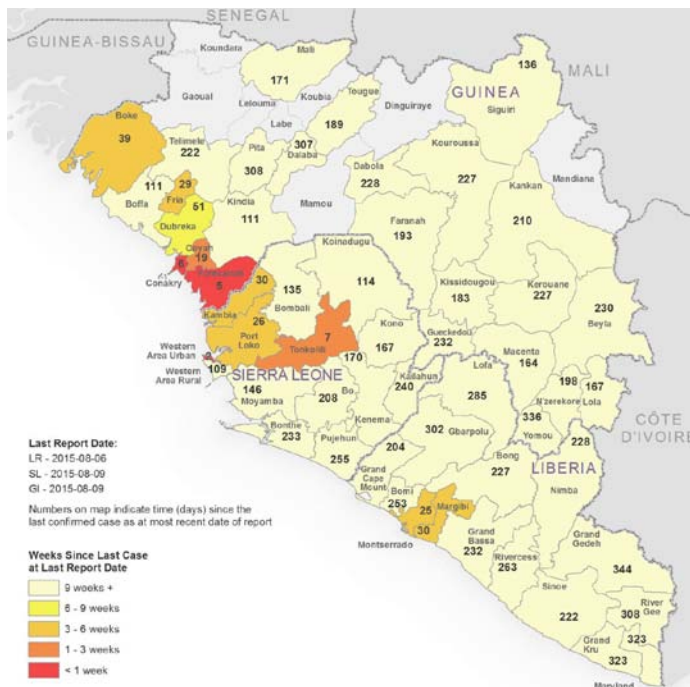 SENEGAL
GUINEA-BISSAU
MALI
GUINEA
Koundara
Mali
171
136
Siguiri
Gaoual
Lelouma
Koubia
Tougue
189
Dinguiraye
Labe
Boke
39
Telimele
222
Pita
308
307
Dalaba
Dabola
228
Kouroussa
227
Mandiana
Kankan
210
111
Boffa
29
Fria
51
Dubreka
Kindia
111
Mamou
Faranah
193
Coyah
19
6
Conakry
5
Koinadugu
114
Kissidougou
183
Kerouane
227
230
Beyla
30
Kambia
135
Bombali
26
Port
Loko
7
Tonkolili
Kono
167
Gueckedou
232
Macenta
164
Western
Area Urban
Western
Area Rural
109
SIERRA LEONE
170
Kailahun
240
Lofa
285
198
N'zerekore
167
Lola
146
Moyamba
208
Bo
Kenema
336
Yomou
CÔTE
D'IVOIRE
Bonthe
233
Pujehun
255
204
Grand
Cape
Mount
302
Gbarpolu
Bong
227
228
LIBERIA
Nimba
Bomi
253
25
Margibi
30
Montserrado
Grand
Bassa
232
Rivercess
263
Grand
Gedeh
344
Sinoe
222
River
Gee
308
323
Grand
Kru
323
Maryland
Last Report Date:
LR - 2015-08-06
SL - 2015-08-09
GI - 2015-08-09
Numbers on map indicate time (days) since the
last confirmed case as at most recent date of report
Weeks Since Last Case
at Last Report Date
9 weeks +
6 - 9 weeks
3 - 6 weeks
1 - 3 weeks
< 1 week